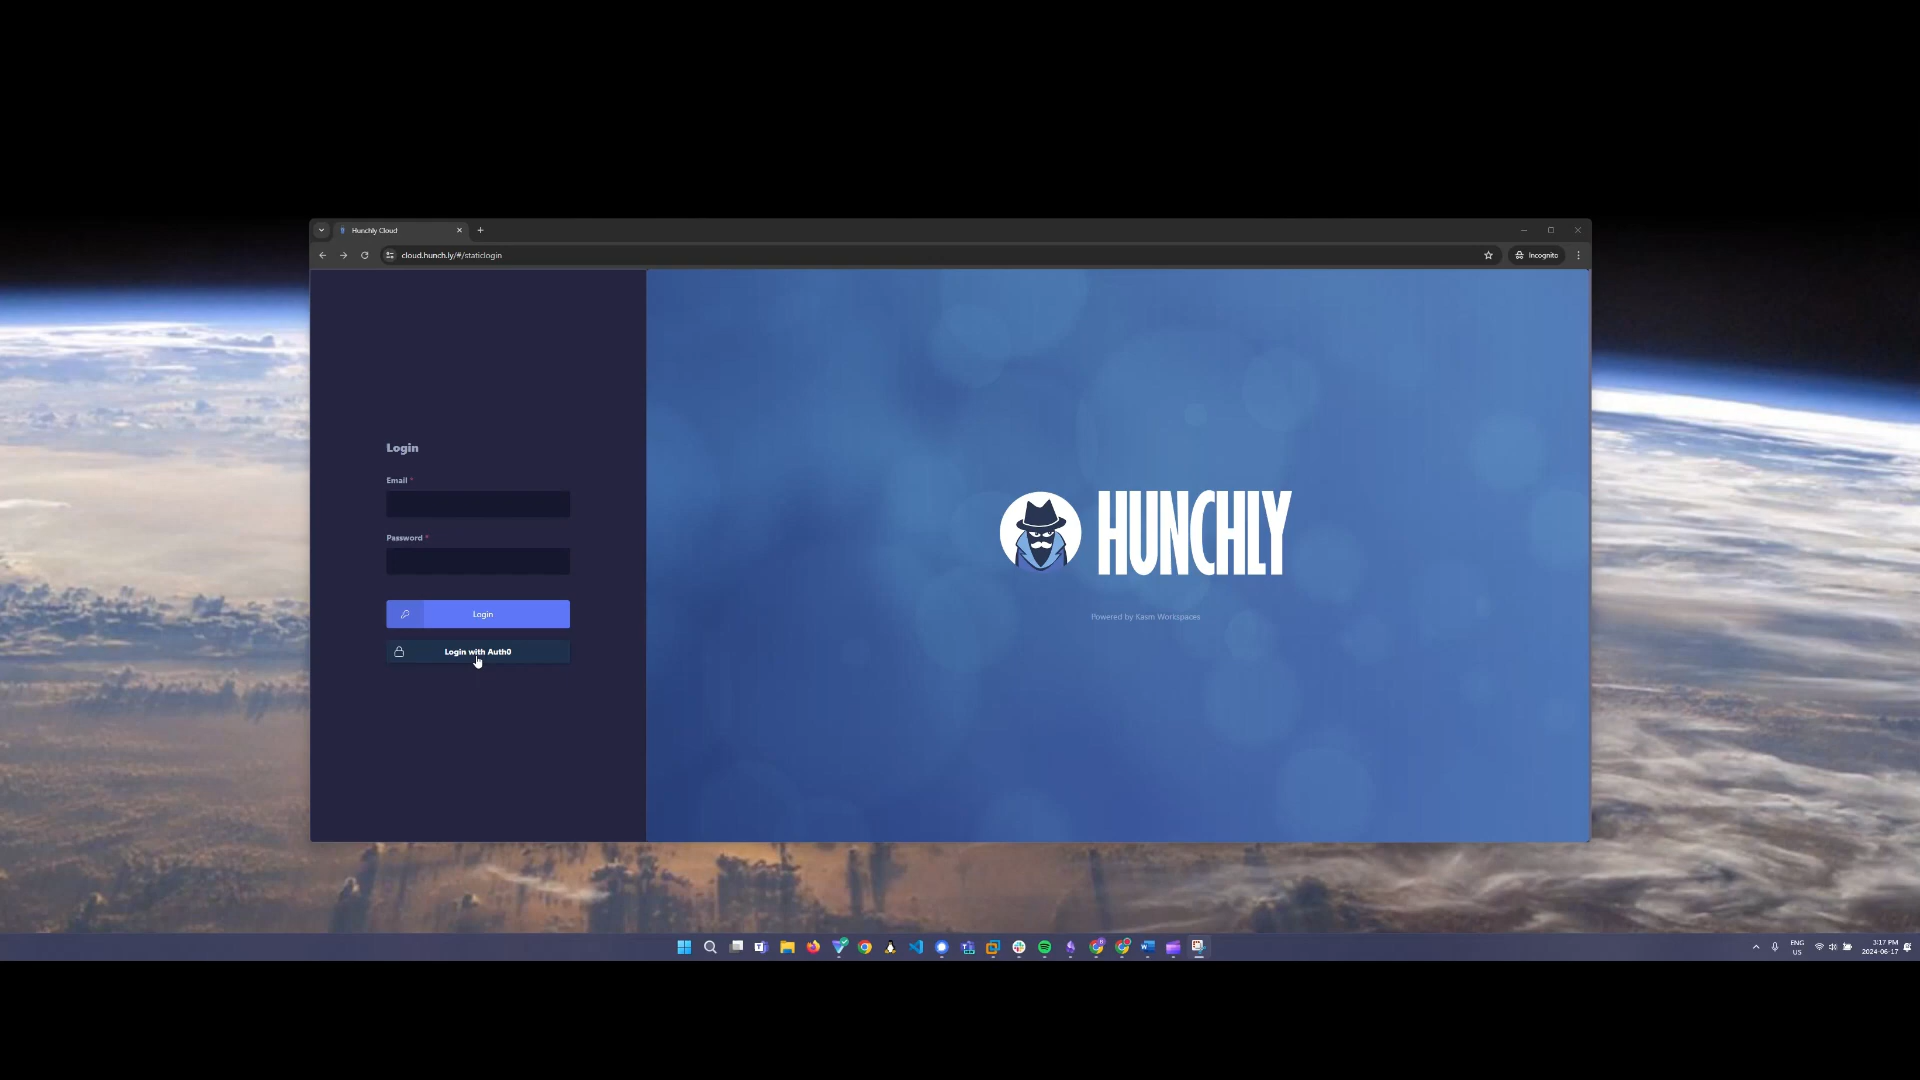 Hunchly Cloud
cloud.hunch.ly/#/staticlogin
Incognito
Login
Email *
Password *
Login
Login with Auth0
HUNCHLY
Powered by Kasm Workspaces
ENG
US
3:17 PM
2024-06-17